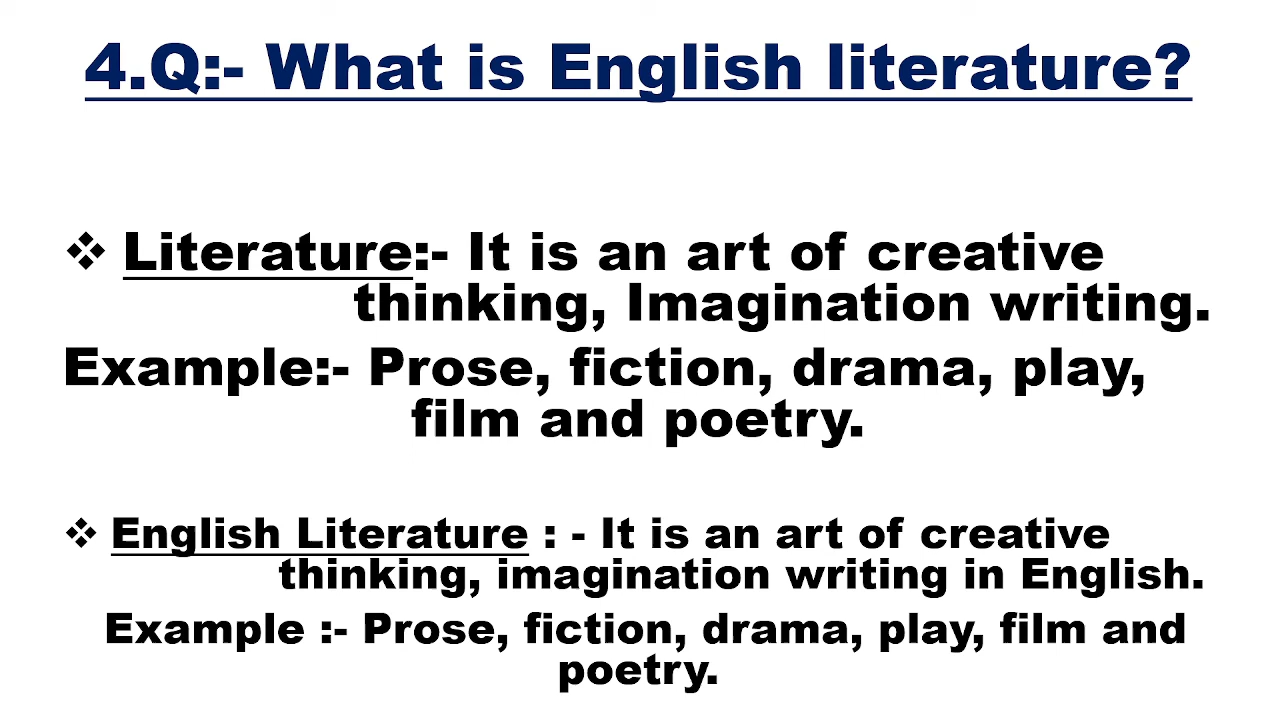 4.Q:- What is English literature?
❖ Literature:- It is an art of creative
thinking, Imagination writing.
Example:- Prose, fiction, drama, play,
film and poetry.
❖ English Literature : - It is an art of creative
thinking, imagination writing in English.
Example :- Prose, fiction, drama, play, film and
poetry.